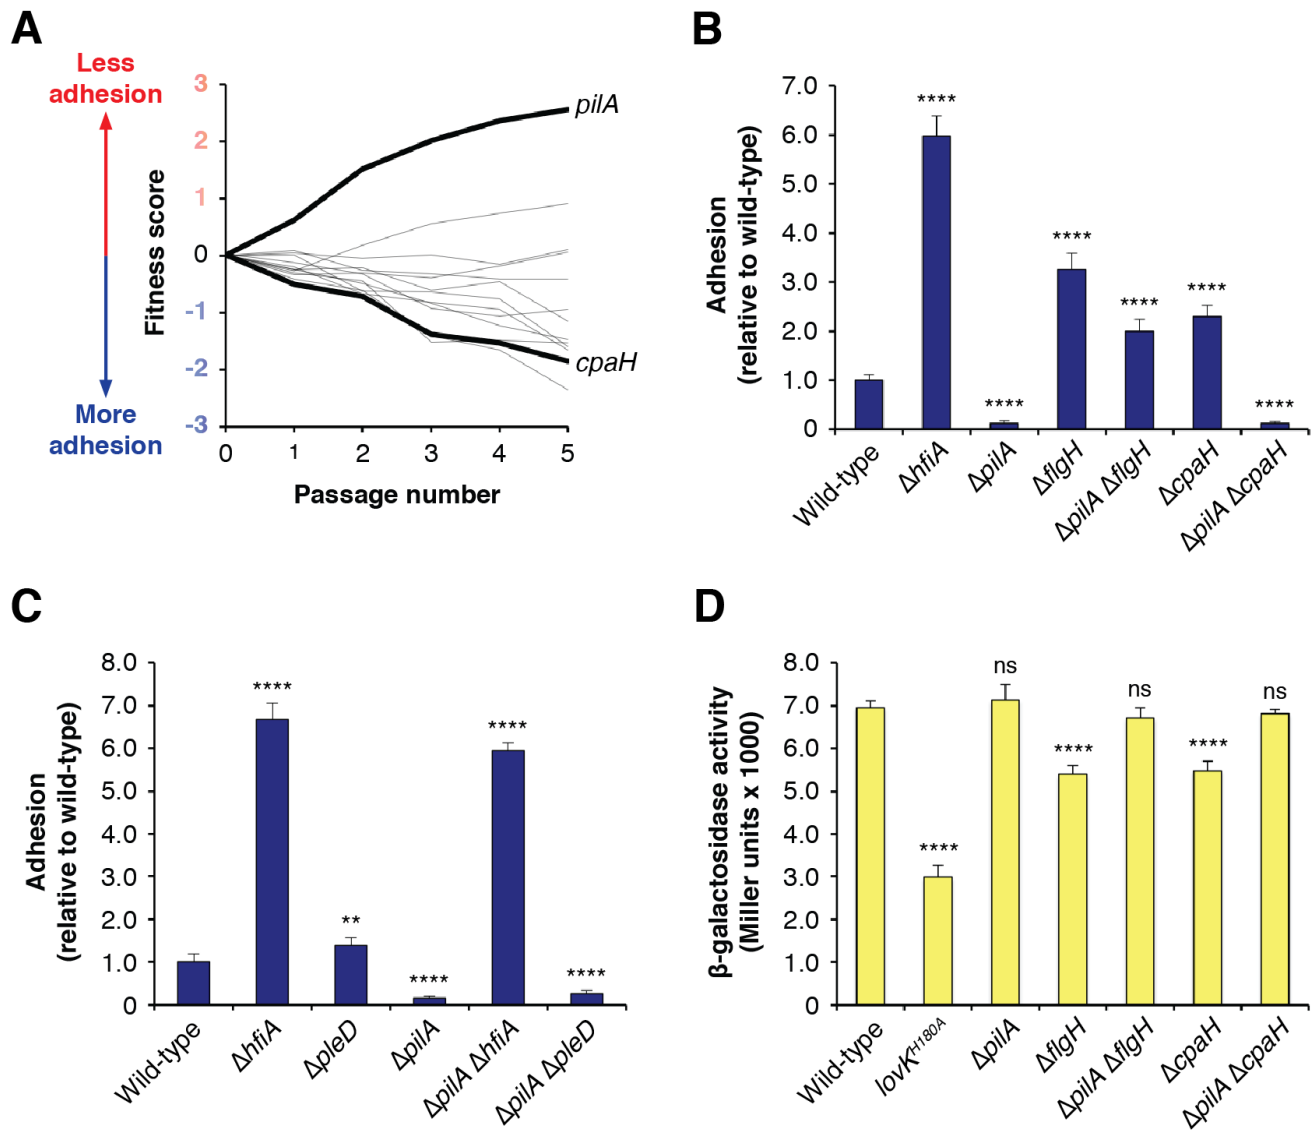 A
Less
adhesion
More
adhesion
Fitness score
3
2
1
0
-1
-2
-3
pilA
cpaH
0 1 2 3 4 5
Passage number
B
Adhesion
(relative to wild-type)
7.0
6.0
5.0
4.0
3.0
2.0
1.0
0
****
****
****
****
****
****
Wild-type
ΔhfiA
ΔpilA
ΔflgH
ΔpilA ΔflgH
ΔcpaH
ΔpilA ΔcpaH
C
Adhesion
(relative to wild-type)
8.0
7.0
6.0
5.0
4.0
3.0
2.0
1.0
0
****
**
****
****
****
Wild-type
ΔhfiA
ΔpleD
ΔpilA
ΔpilA ΔhfiA
ΔpilA ΔpleD
D
β-galactosidase activity
(Miller units x 1000)
8.0
7.0
6.0
5.0
4.0
3.0
2.0
1.0
0
****
ns
****
ns
****
ns
Wild-type
lovKH180A
ΔpilA
ΔflgH
ΔpilA ΔflgH
ΔcpaH
ΔpilA ΔcpaH